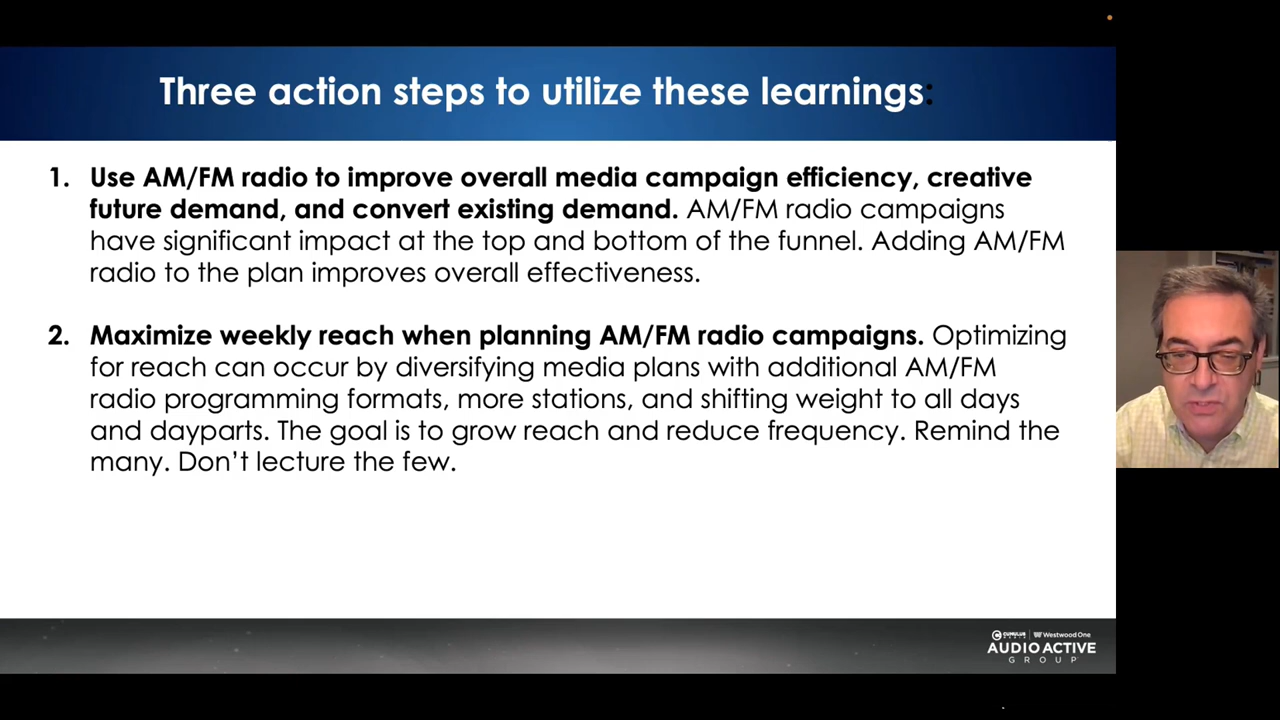 Three action steps to utilize these learnings:
1. Use AM/FM radio to improve overall media campaign efficiency, creative
future demand, and convert existing demand. AM/FM radio campaigns
have significant impact at the top and bottom of the funnel. Adding AM/FM
radio to the plan improves overall effectiveness.
2. Maximize weekly reach when planning AM/FM radio campaigns. Optimizing
for reach can occur by diversifying media plans with additional AM/FM
radio programming formats, more stations, and shifting weight to all days
and dayparts. The goal is to grow reach and reduce frequency. Remind the
many. Don't lecture the few.
CUMULUS MEDIA | Westwood One
AUDIO ACTIVE
GROUP